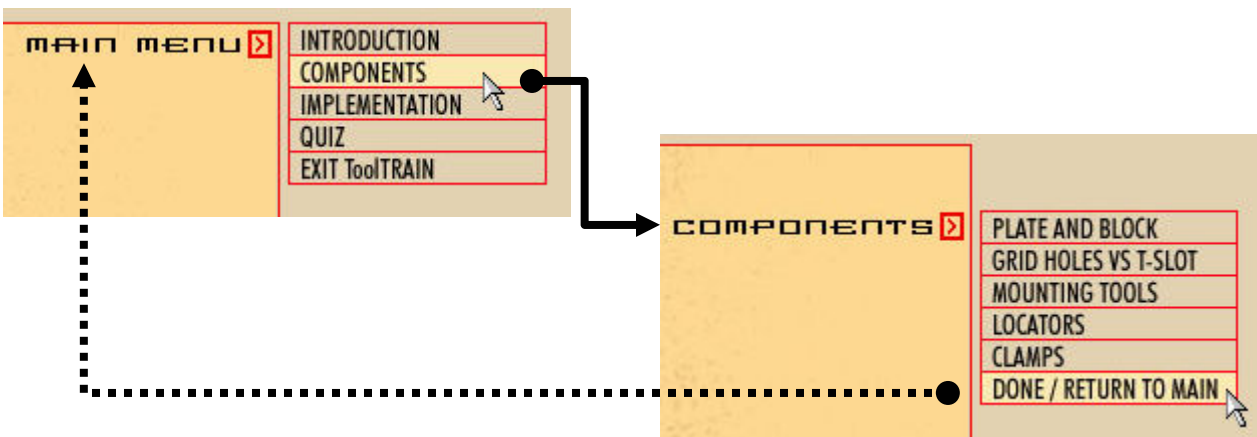 MAIN MENU
INTRODUCTION
COMPONENTS
IMPLEMENTATION
QUIZ
EXIT ToolTRAIN
COMPONENTS
PLATE AND BLOCK
GRID HOLES VS T-SLOT
MOUNTING TOOLS
LOCATORS
CLAMPS
DONE / RETURN TO MAIN